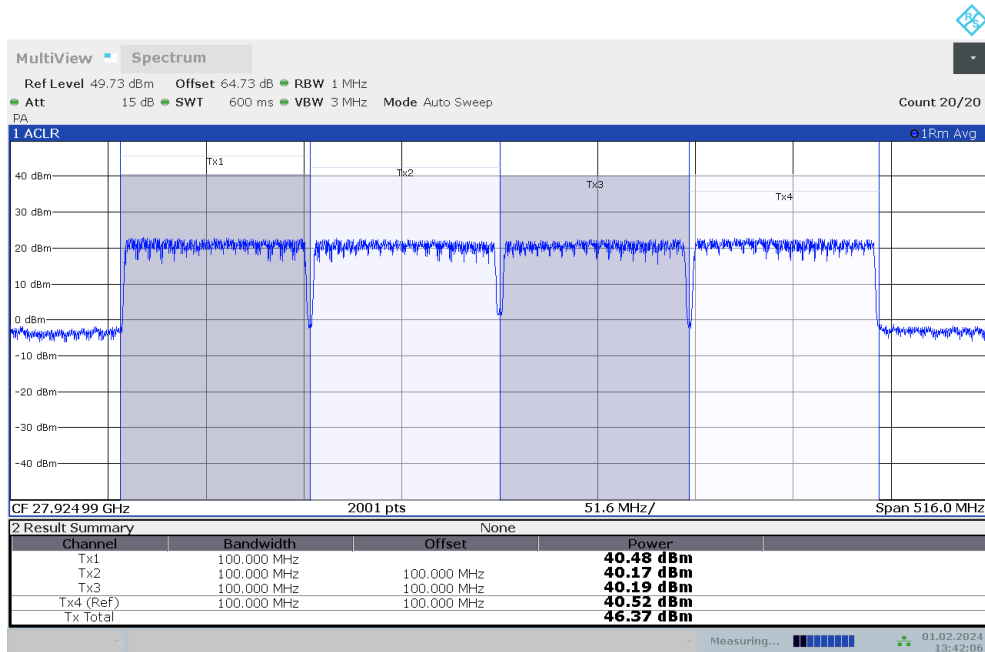 R&S
MultiView Spectrum
Ref Level 49.73 dBm Offset 64.73 dB RBW 1 MHz
Att 15 dB SWT 600 ms VBW 3 MHz Mode Auto Sweep Count 20/20
PA
1 ACLR 1Rm Avg
Tx1
Tx2
Tx3
Tx4
40 dBm
30 dBm
20 dBm
10 dBm
0 dBm
-10 dBm
-20 dBm
-30 dBm
-40 dBm
CF 27.92499 GHz 2001 pts 51.6 MHz/ Span 516.0 MHz
2 Result Summary None
Channel Bandwidth Offset Power
Tx1 100.000 MHz 40.48 dBm
Tx2 100.000 MHz 100.000 MHz 40.17 dBm
Tx3 100.000 MHz 100.000 MHz 40.19 dBm
Tx4 (Ref) 100.000 MHz 100.000 MHz 40.52 dBm
Tx Total 46.37 dBm
Measuring... 01.02.2024
13:42:06